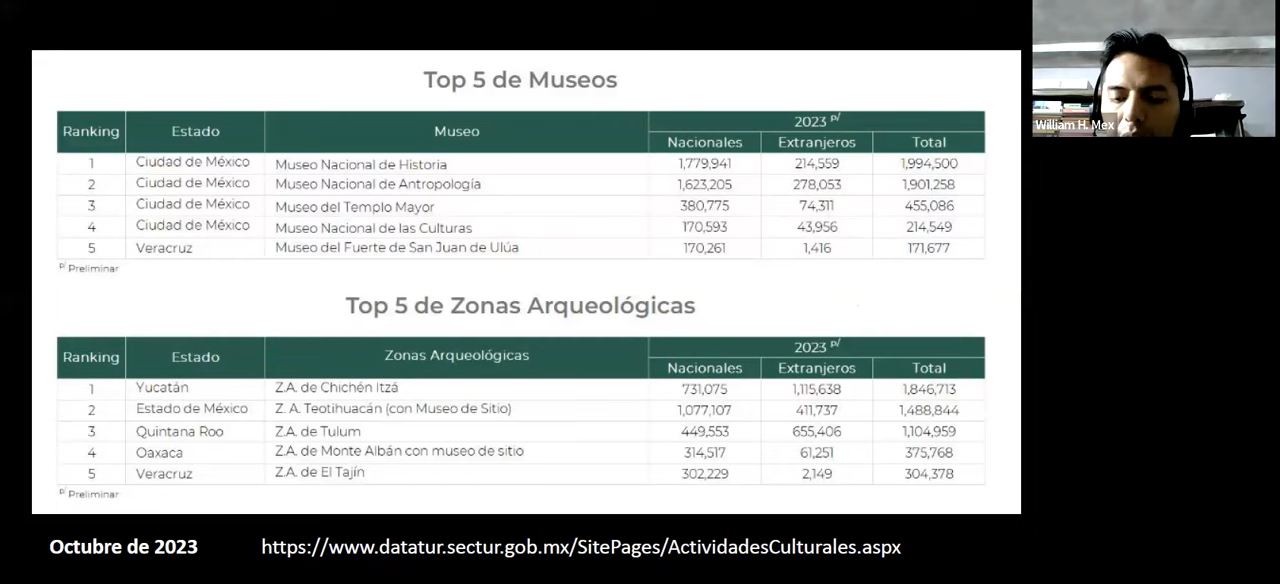 William H. Mex
Top 5 de Museos
Ranking Estado Museo 2023 p/
Nacionales Extranjeros Total
1 Ciudad de México Museo Nacional de Historia 1,779,941 214,559 1,994,500
2 Ciudad de México Museo Nacional de Antropología 1,623,205 278,053 1,901,258
3 Ciudad de México Museo del Templo Mayor 380,775 74,311 455,086
4 Ciudad de México Museo Nacional de las Culturas 170,593 43,956 214,549
5 Veracruz Museo del Fuerte de San Juan de Ulúa 170,261 1,416 171,677
p/ Preliminar
Top 5 de Zonas Arqueológicas
Ranking Estado Zonas Arqueológicas 2023 p/
Nacionales Extranjeros Total
1 Yucatán Z.A. de Chichén Itzá 731,075 1,115,638 1,846,713
2 Estado de México Z. A. Teotihuacán (con Museo de Sitio) 1,077,107 411,737 1,488,844
3 Quintana Roo Z.A. de Tulum 449,553 655,406 1,104,959
4 Oaxaca Z.A. de Monte Albán con museo de sitio 314,517 61,251 375,768
5 Veracruz Z.A. de El Tajín 302,229 2,149 304,378
p/ Preliminar
Octubre de 2023 https://www.datatur.sectur.gob.mx/SitePages/ActividadesCulturales.aspx